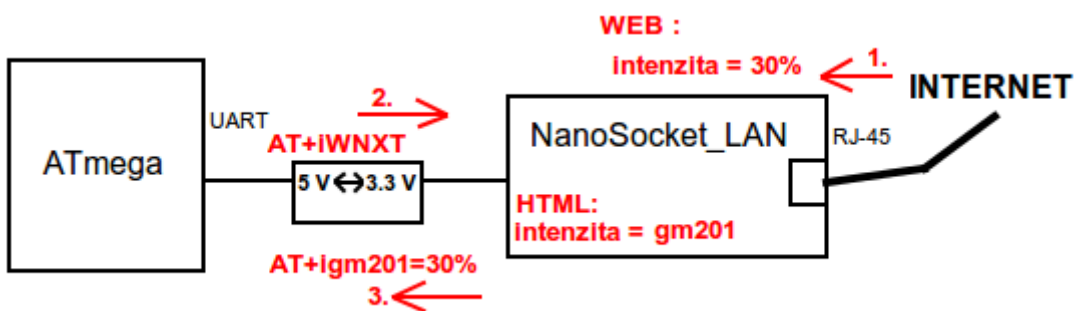 WEB :
intenzita = 30%
1.
INTERNET
2.
UART
AT+iWNXT
ATmega
5 V↔3.3 V
NanoSocket_LAN
RJ-45
HTML:
intenzita = gm201
AT+igm201=30%
3.